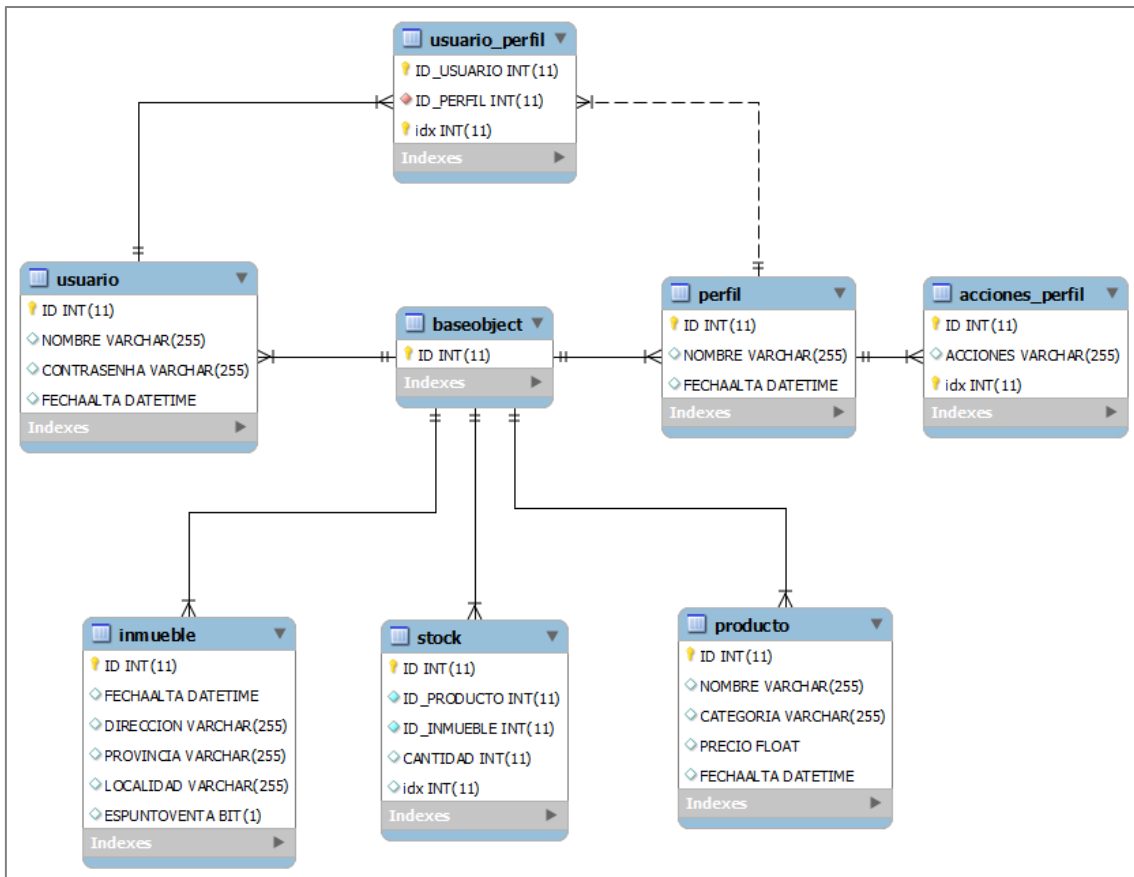 usuario_perfil
ID_USUARIO INT(11)
ID_PERFIL INT(11)
idx INT(11)
Indexes
usuario
ID INT(11)
NOMBRE VARCHAR(255)
CONTRASENHA VARCHAR(255)
FECHAALTA DATETIME
Indexes
baseobject
ID INT(11)
Indexes
perfil
ID INT(11)
NOMBRE VARCHAR(255)
FECHAALTA DATETIME
Indexes
acciones_perfil
ID INT(11)
ACCIONES VARCHAR(255)
idx INT(11)
Indexes
inmueble
ID INT(11)
FECHAALTA DATETIME
DIRECCION VARCHAR(255)
PROVINCIA VARCHAR(255)
LOCALIDAD VARCHAR(255)
ESPUNTOVENTA BIT(1)
Indexes
stock
ID INT(11)
ID_PRODUCTO INT(11)
ID_INMUEBLE INT(11)
CANTIDAD INT(11)
idx INT(11)
Indexes
producto
ID INT(11)
NOMBRE VARCHAR(255)
CATEGORIA VARCHAR(255)
PRECIO FLOAT
FECHAALTA DATETIME
Indexes